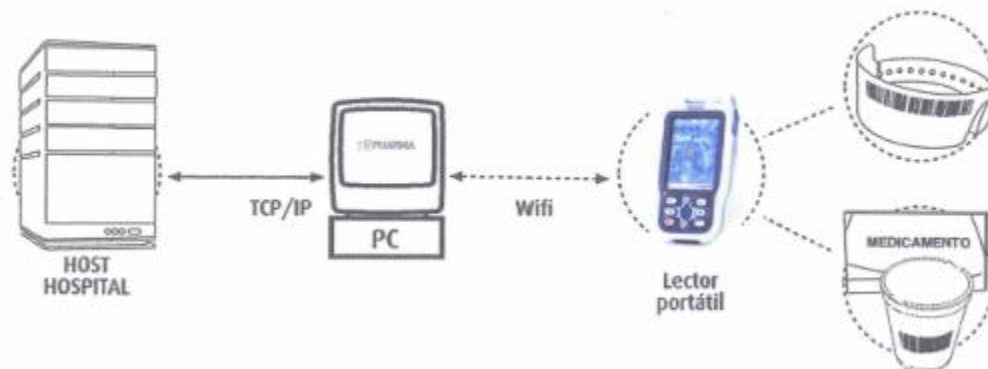 HOST
HOSPITAL
TCP/IP
PC
Wifi
Lector
portátil
MEDICAMENTO